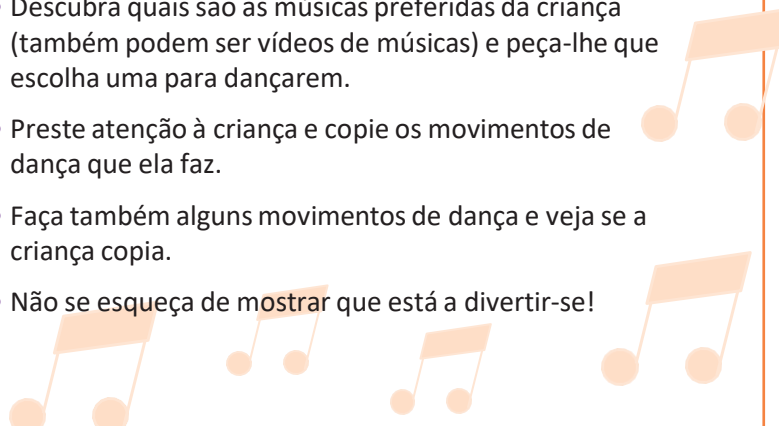 • Descubra quais são as músicas preferidas da criança
(também podem ser vídeos de músicas) e peça-lhe que
escolha uma para dançarem.
• Preste atenção à criança e copie os movimentos de
dança que ela faz.
• Faça também alguns movimentos de dança e veja se a
criança copia.
• Não se esqueça de mostrar que está a divertir-se!